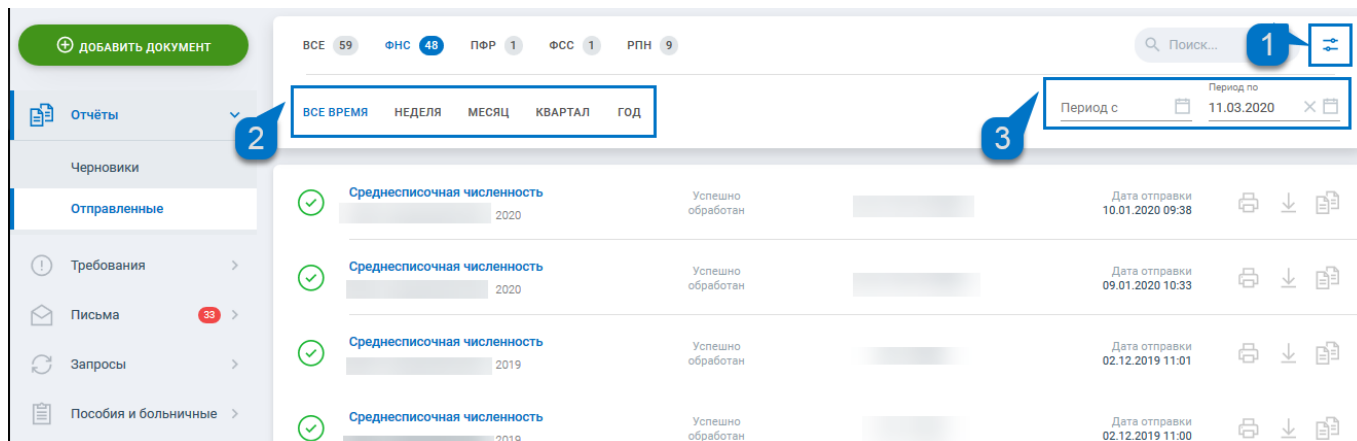 ДОБАВИТЬ ДОКУМЕНТ
Отчёты
Черновики
Отправленные
Требования
Письма 33
Запросы
Пособия и больничные
ВСЕ 59 ФНС 48 ПФР 1 ФСС 1 РПН 9
Поиск...
1
ВСЕ ВРЕМЯ НЕДЕЛЯ МЕСЯЦ КВАРТАЛ ГОД
2
Период с
Период по
11.03.2020
3
Среднесписочная численность
2020
Успешно
обработан
Дата отправки
10.01.2020 09:38
Среднесписочная численность
2020
Успешно
обработан
Дата отправки
09.01.2020 10:33
Среднесписочная численность
2019
Успешно
обработан
Дата отправки
02.12.2019 11:01
Среднесписочная численность
2019
Успешно
обработан
Дата отправки
02.12.2019 11:00